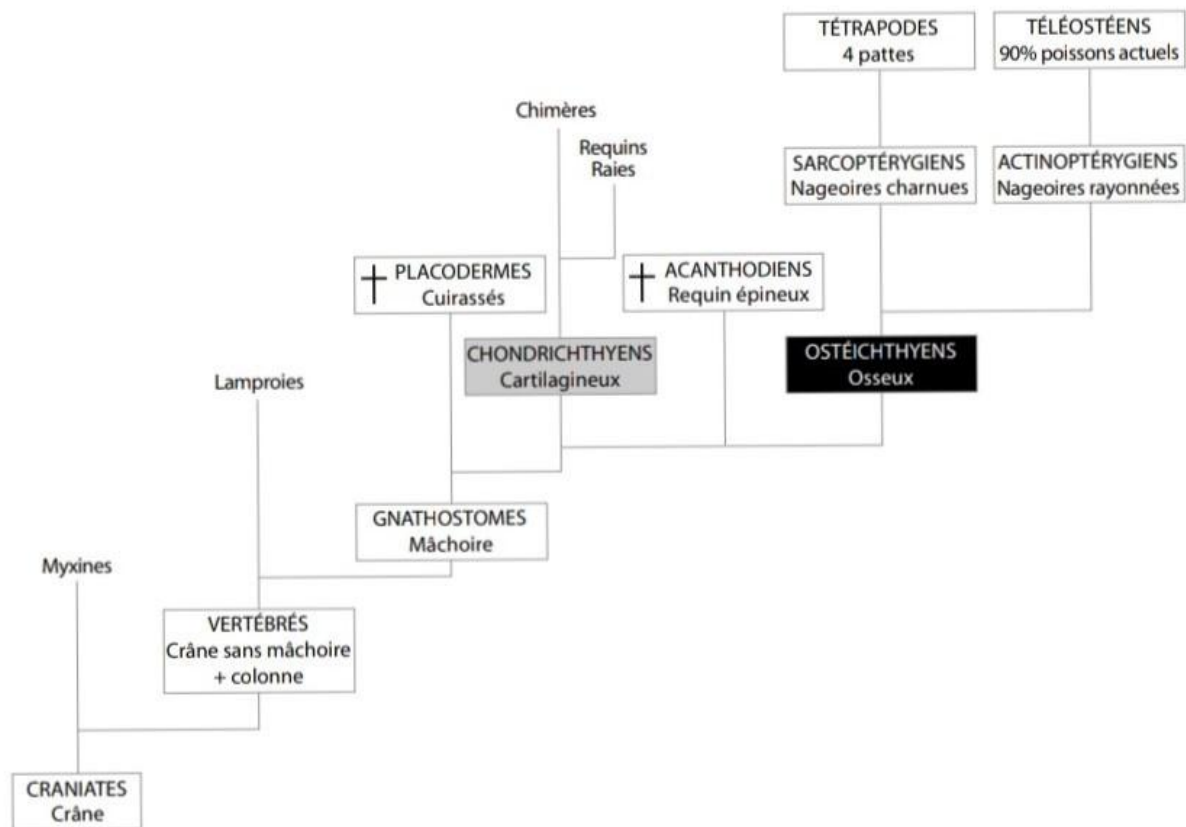 TÉTRAPODES
4 pattes
TÉLÉOSTÉENS
90% poissons actuels
Chimères
Requins
Raies
SARCOPTÉRYGIENS
Nageoires charnues
ACTINOPTÉRYGIENS
Nageoires rayonnées
PLACODERMES
Cuirassés
ACANTHODIENS
Requin épineux
CHONDRICHTHYENS
Cartilagineux
OSTÉICHTHYENS
Osseux
Lamproies
GNATHOSTOMES
Mâchoire
Myxines
VERTÉBRÉS
Crâne sans mâchoire
+ colonne
CRANIATES
Crâne